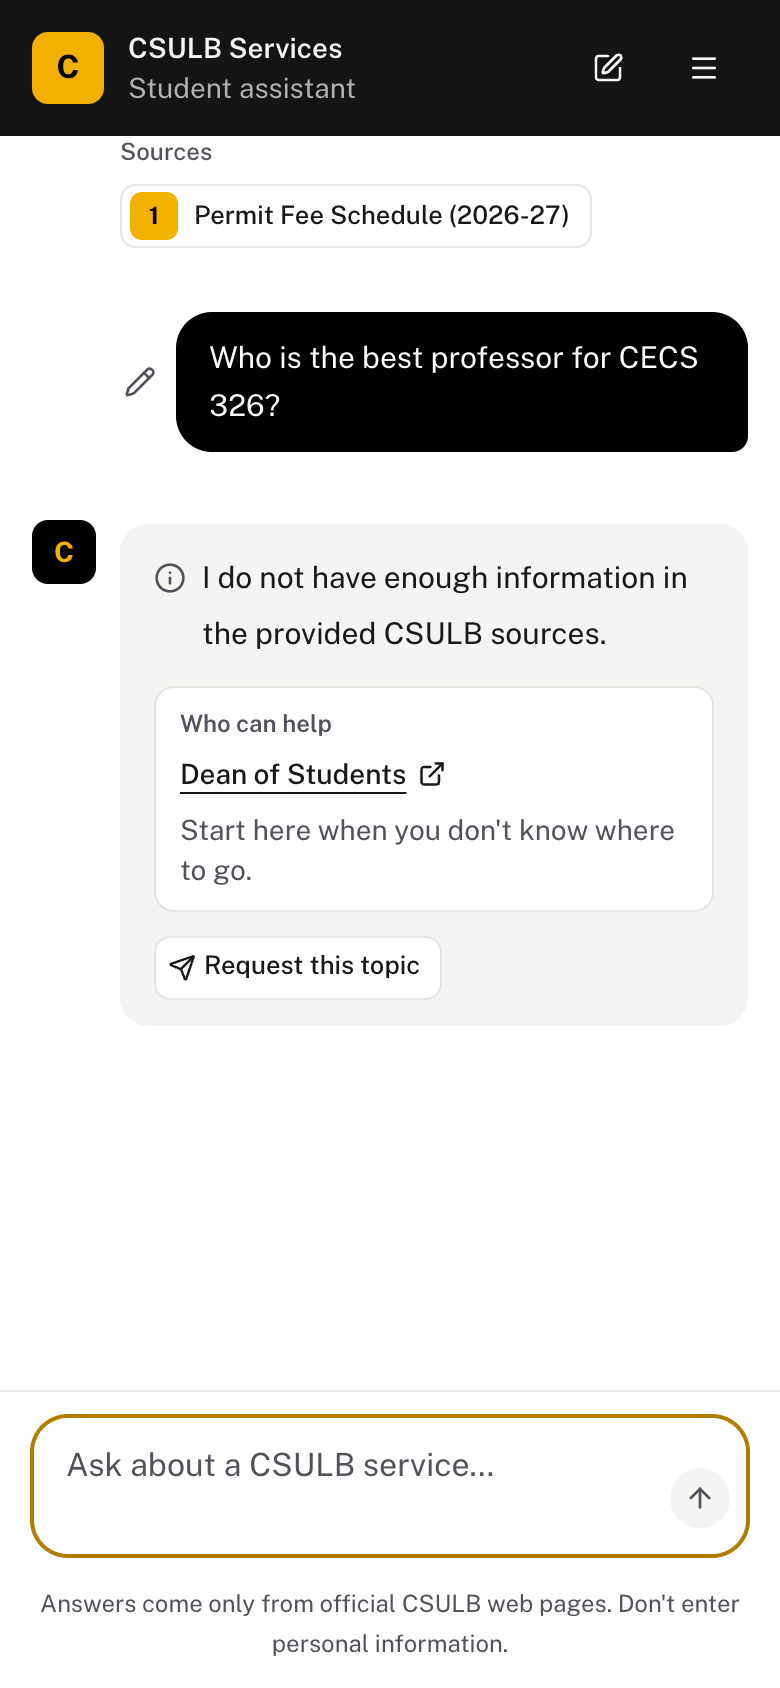 C
CSULB Services
Student assistant
Sources
1 Permit Fee Schedule (2026-27)
Who is the best professor for CECS
326?
C
I do not have enough information in
the provided CSULB sources.
Who can help
Dean of Students
Start here when you don't know where
to go.
Request this topic
Ask about a CSULB service...
Answers come only from official CSULB web pages. Don't enter
personal information.